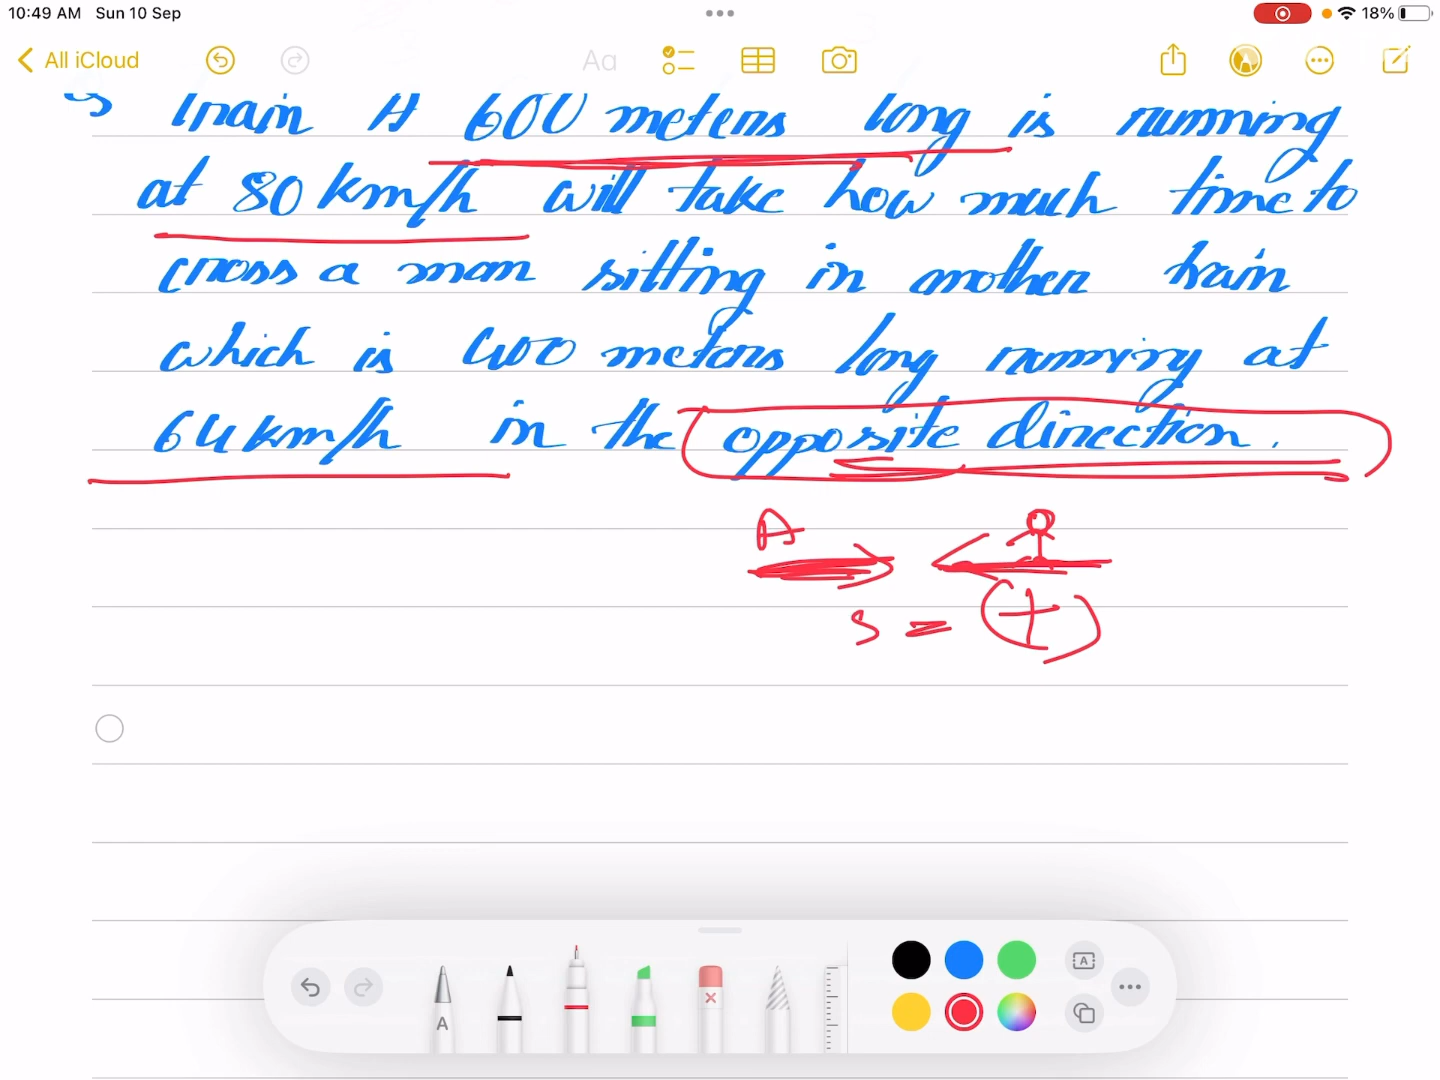 10:49 AM Sun 10 Sep
18%
All iCloud
Aa
Train A 600 meters long is running
at 80 km/h will take how much time to
cross a man sitting in another train
which is 400 meters long running at
64 km/h in the opposite direction.
A
S = (+)
A
A